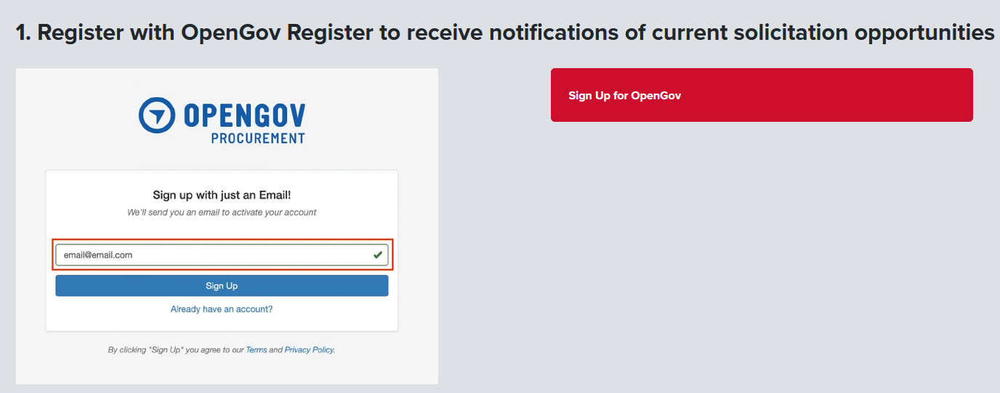 1. Register with OpenGov Register to receive notifications of current solicitation opportunities
OPENGOV
PROCUREMENT
Sign up with just an Email!
We'll send you an email to activate your account
email@email.com
Sign Up
Already have an account?
By clicking "Sign Up" you agree to our Terms and Privacy Policy.
Sign Up for OpenGov